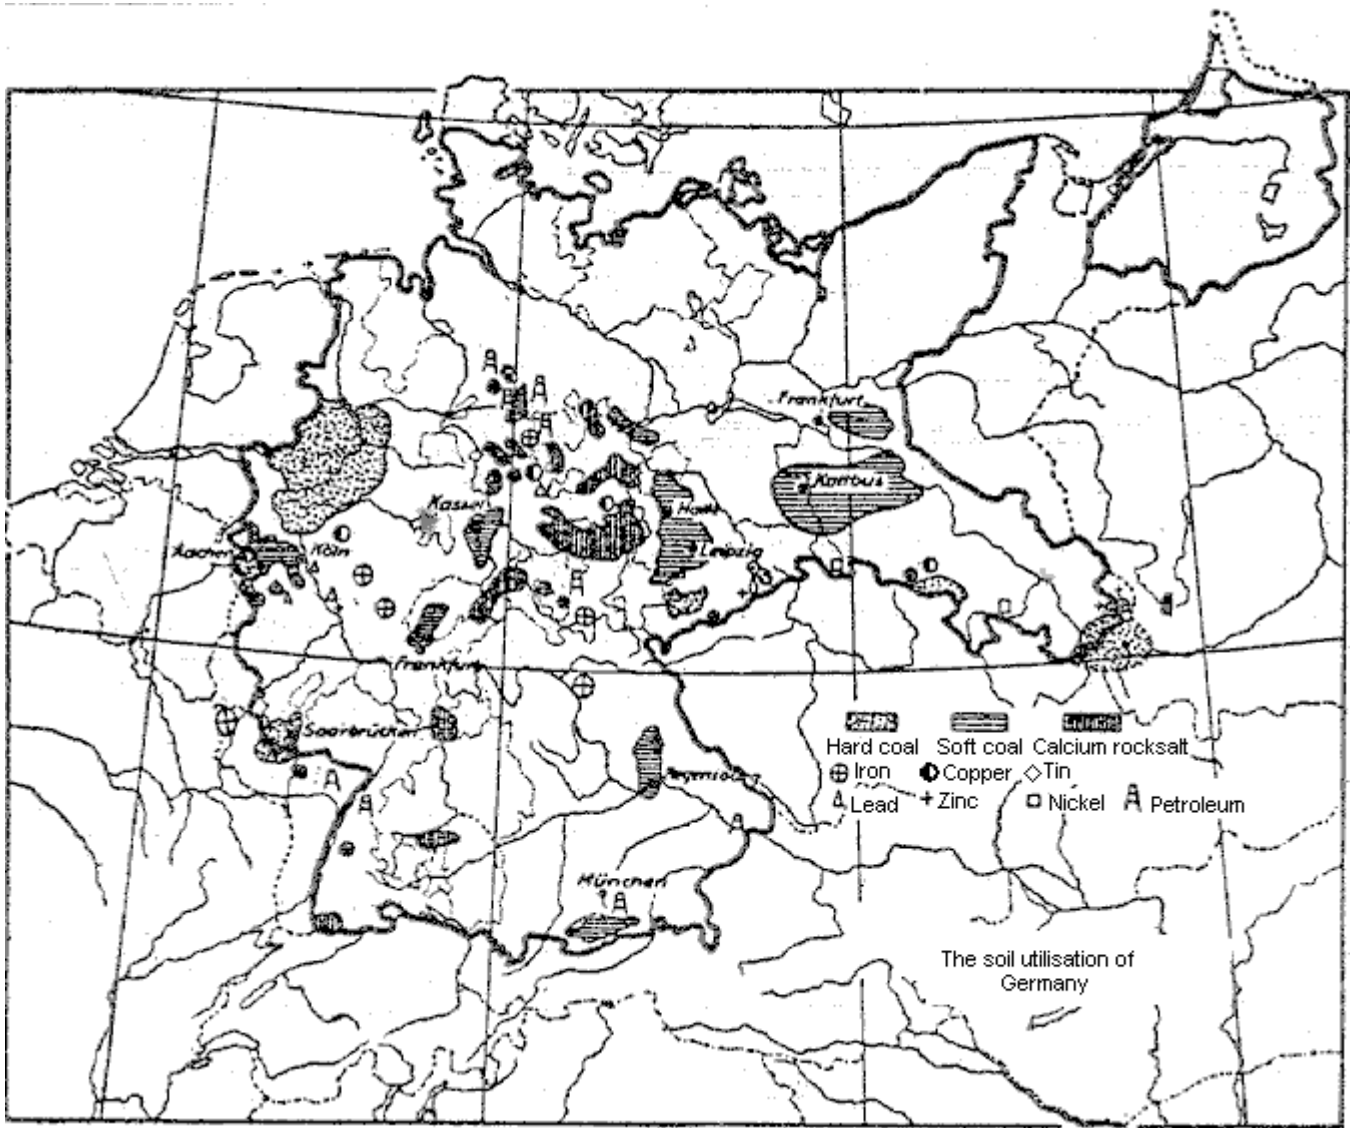 Frankfurt
Kottbus
Kassel
Halle
Leipzig
Aachen
Köln
Frankfurt
Saarbrücken
Regensburg
München
Hard coal Soft coal Calcium rocksalt
Iron Copper Tin
Lead Zinc Nickel Petroleum
The soil utilisation of
Germany